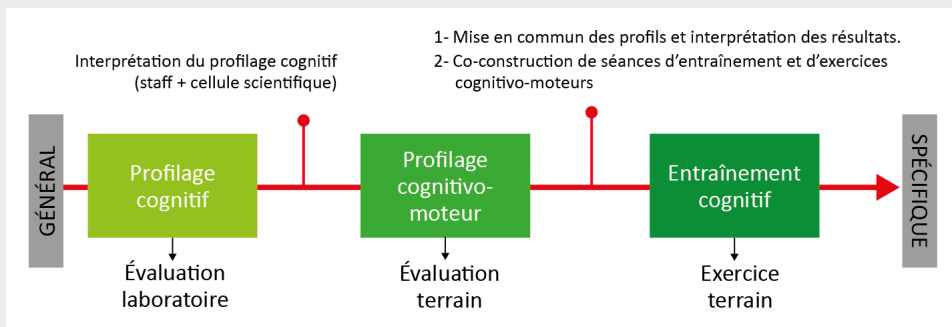 1- Mise en commun des profils et interprétation des résultats.
2- Co-construction de séances d’entraînement et d’exercices
cognitivo-moteurs
Interprétation du profilage cognitif
(staff + cellule scientifique)
GÉNÉRAL
Profilage
cognitif
Profilage
cognitivo-
moteur
Entraînement
cognitif
SPÉCIFIQUE
Évaluation
laboratoire
Évaluation
terrain
Exercice
terrain